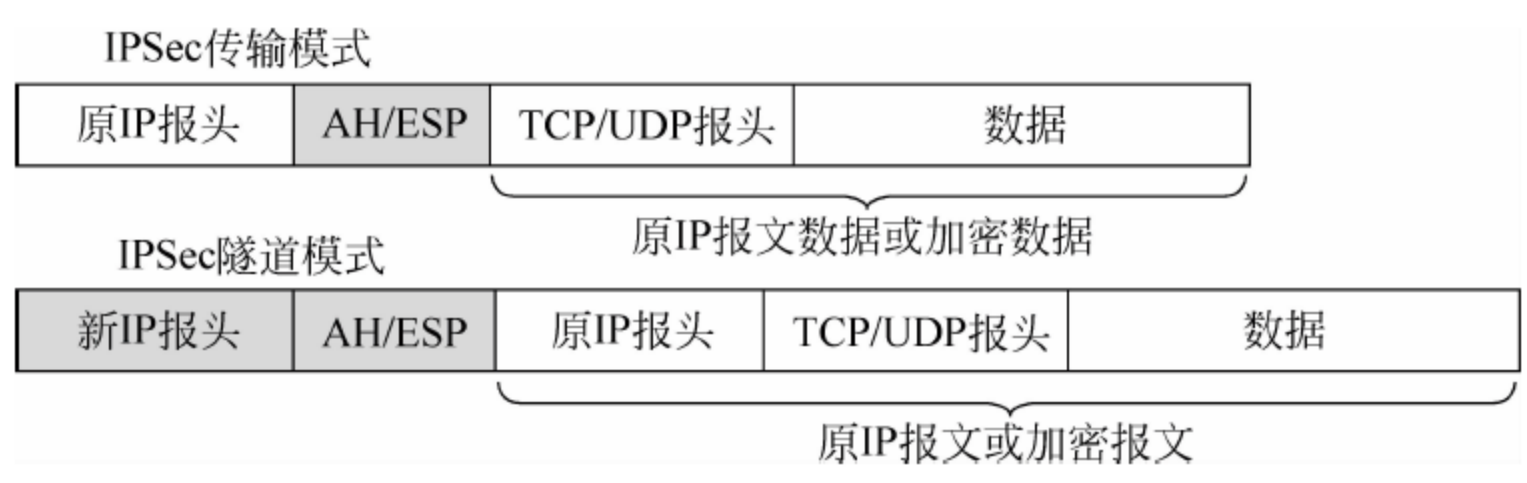 IPSec传输模式
原IP报头 AH/ESP TCP/UDP报头 数据
原IP报文数据或加密数据
IPSec隧道模式
新IP报头 AH/ESP 原IP报头 TCP/UDP报头 数据
原IP报文或加密报文